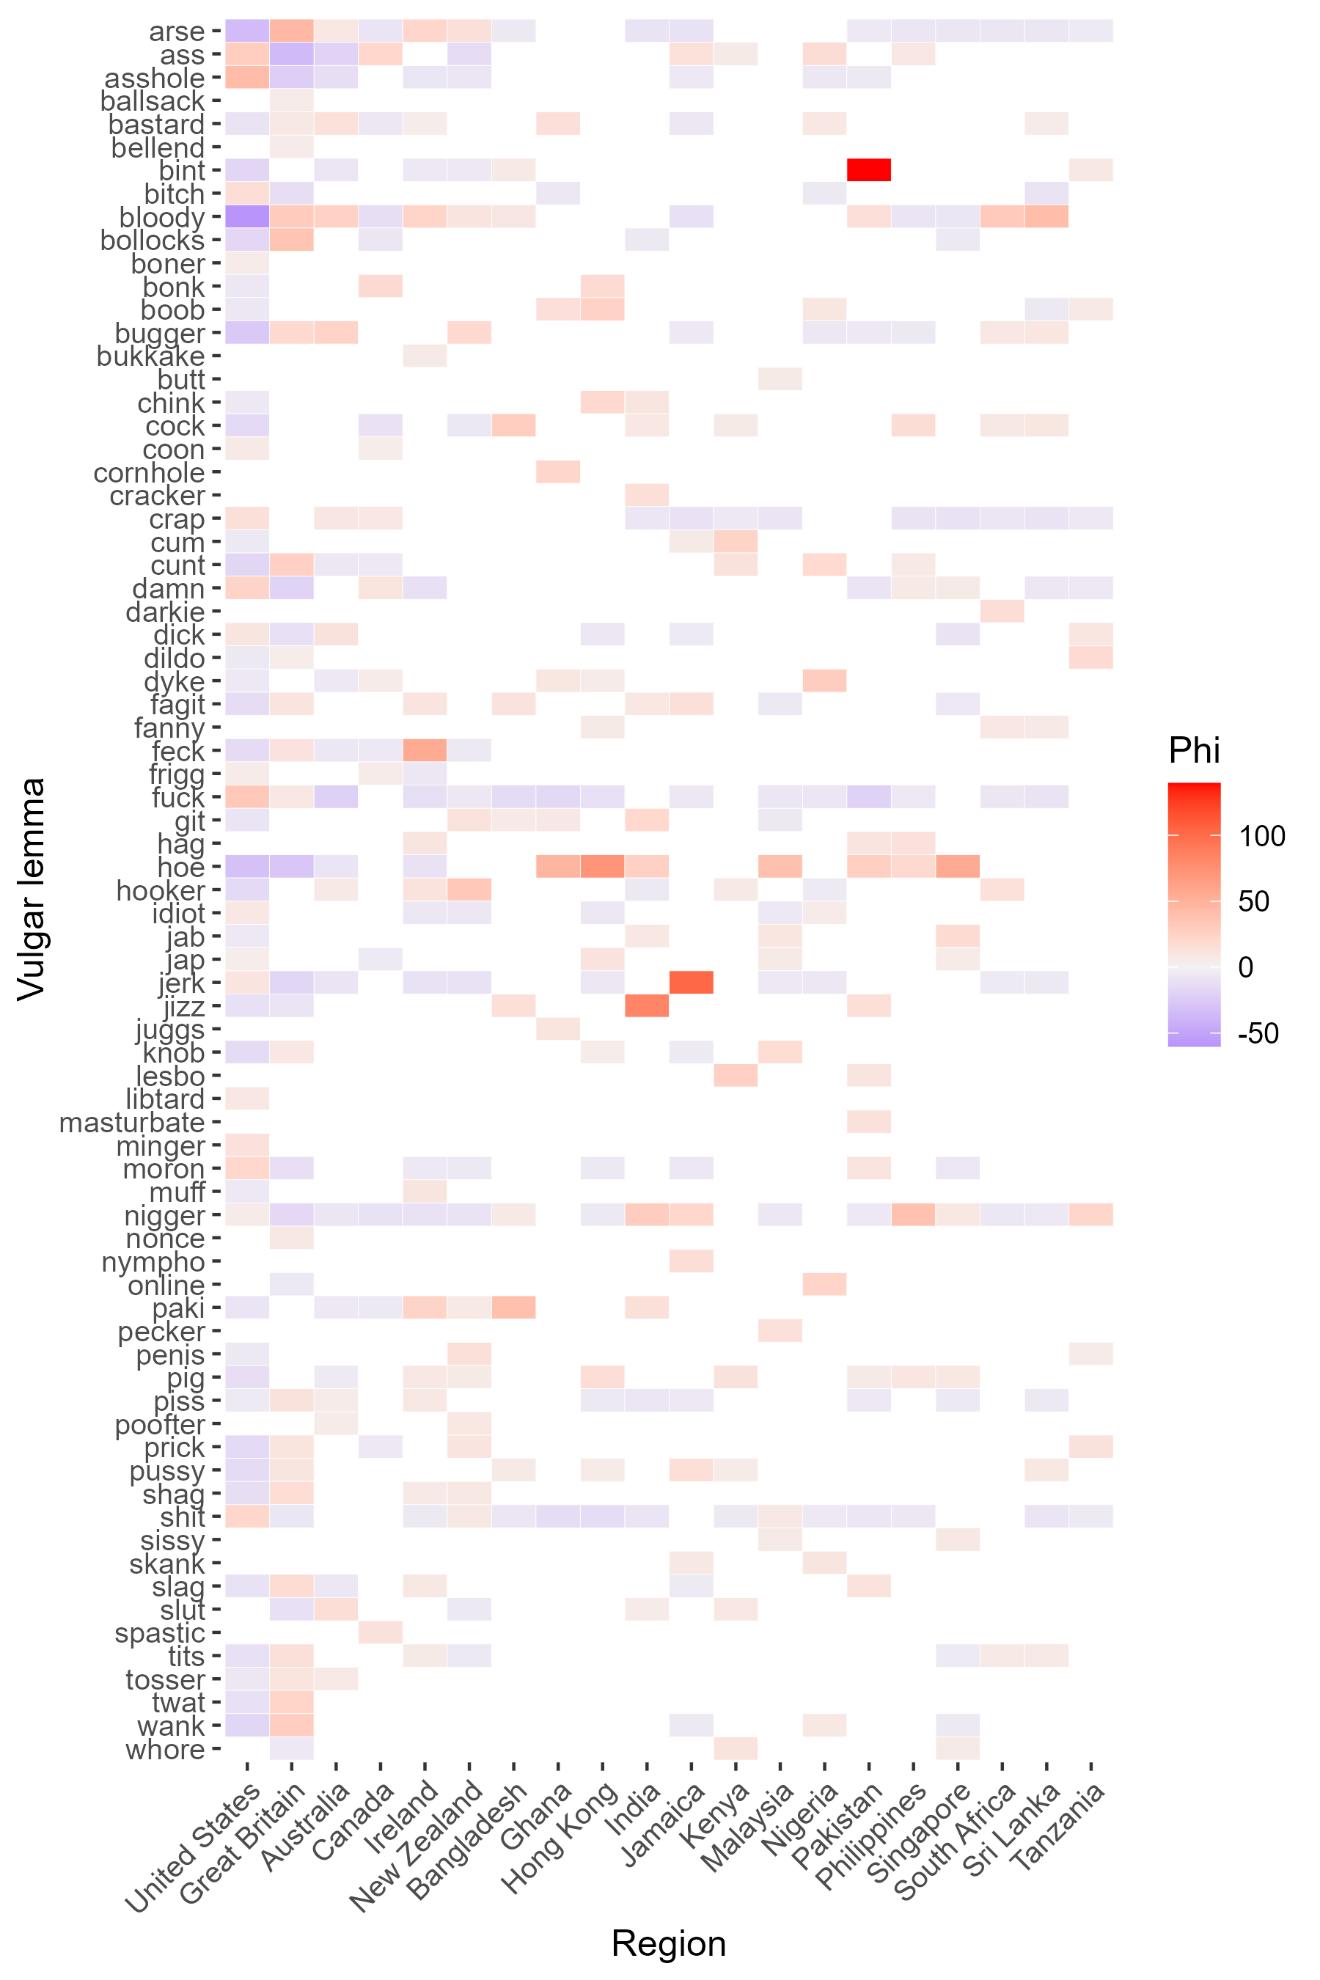 Vulgar lemma
arse
ass
asshole
ballsack
bastard
bellend
bint
bitch
bloody
bollocks
boner
bonk
boob
bugger
bukkake
butt
chink
cock
coon
cornhole
cracker
crap
cum
cunt
damn
darkie
dick
dildo
dyke
fagit
fanny
feck
frigg
fuck
git
hag
hoe
hooker
idiot
jab
jap
jerk
jizz
juggs
knob
lesbo
libtard
masturbate
minger
moron
muff
nigger
nonce
nympho
online
paki
pecker
penis
pig
piss
poofter
prick
pussy
shag
shit
sissy
skank
slag
slut
spastic
tits
tosser
twat
wank
whore
United States
Great Britain
Australia
Canada
Ireland
New Zealand
Bangladesh
Ghana
Hong Kong
India
Jamaica
Kenya
Malaysia
Nigeria
Pakistan
Philippines
Singapore
South Africa
Sri Lanka
Tanzania
Region
Phi
100
50
0
-50